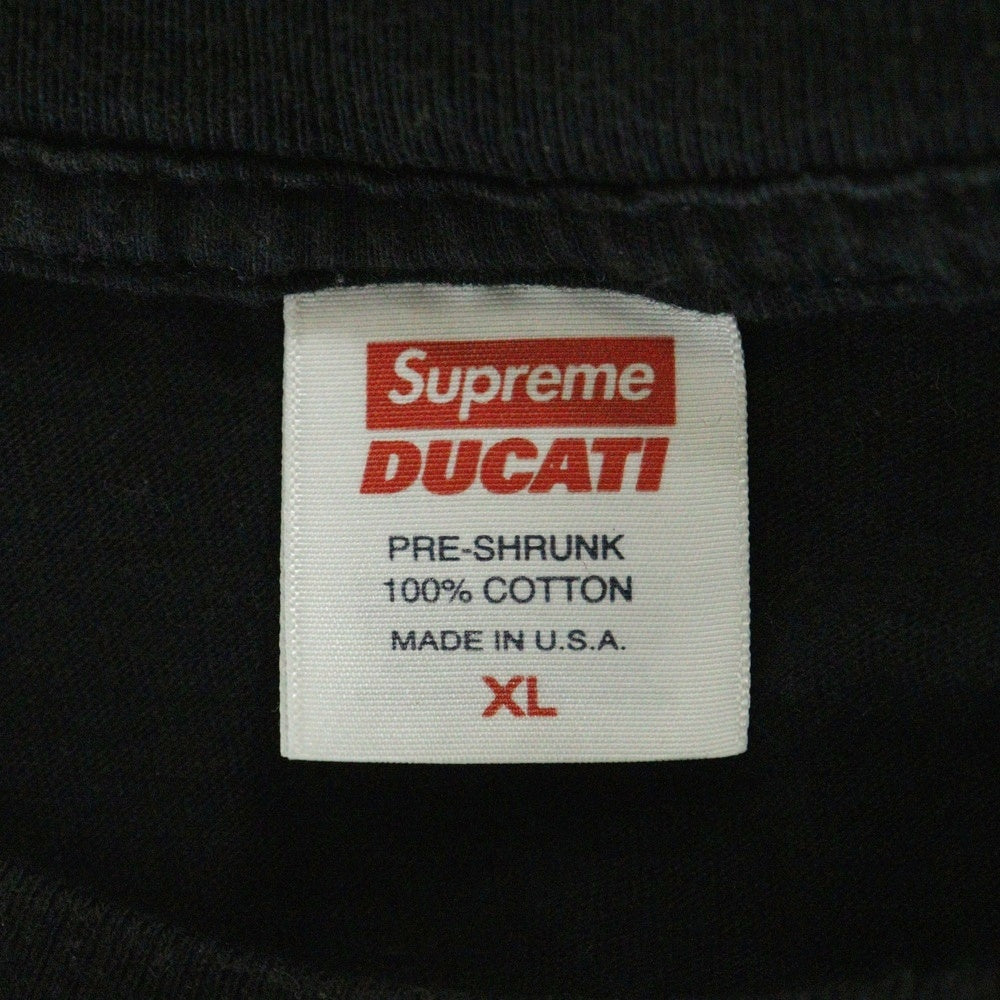 Supreme
DUCATI
PRE-SHRUNK
100% COTTON
MADE IN U.S.A.
XL